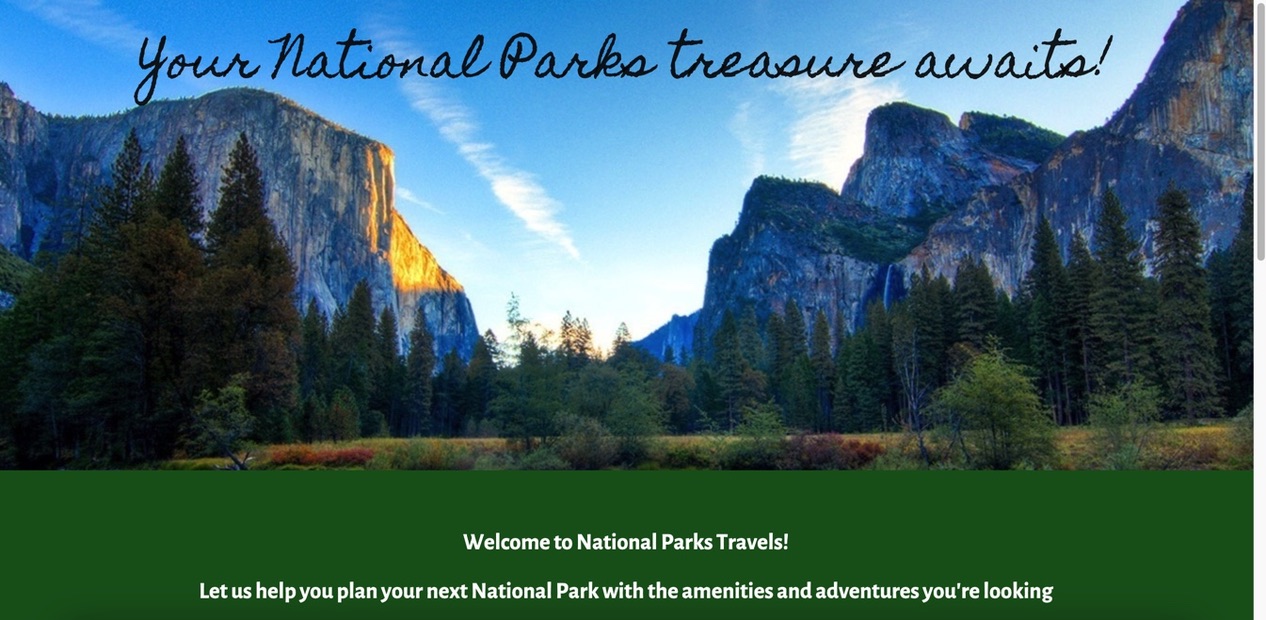 Your National Parks treasure awaits!
Welcome to National Parks Travels!
Let us help you plan your next National Park with the amenities and adventures you're looking